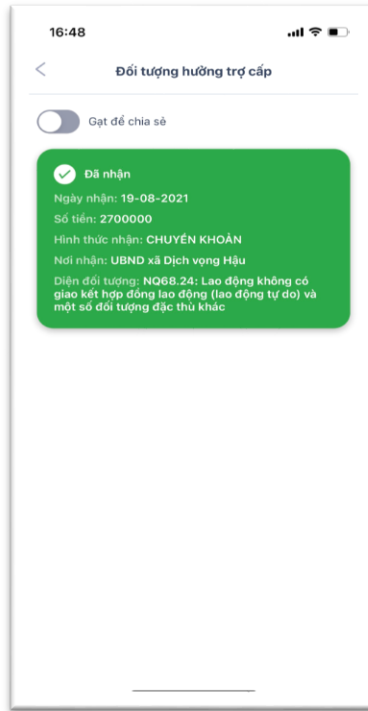 16:48
Đối tượng hưởng trợ cấp
Gạt để chia sẻ
Đã nhận
Ngày nhận: 19-08-2021
Số tiền: 2700000
Hình thức nhận: CHUYỂN KHOẢN
Nơi nhận: UBND xã Dịch vọng Hậu
Diện đối tượng: NQ68.24: Lao động không có
giao kết hợp đồng lao động (lao động tự do) và
một số đối tượng đặc thù khác